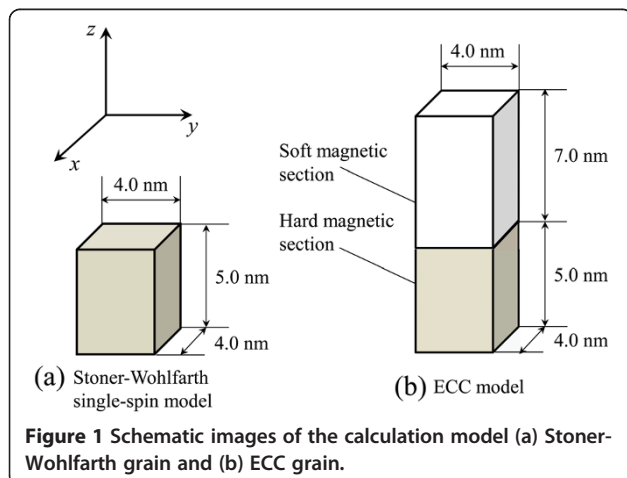 z
y
x
4.0 nm
5.0 nm
4.0 nm
(a) Stoner-Wohlfarth
single-spin model
4.0 nm
Soft magnetic
section
7.0 nm
Hard magnetic
section
5.0 nm
4.0 nm
(b) ECC model
Figure 1 Schematic images of the calculation model (a) Stoner-
Wohlfarth grain and (b) ECC grain.